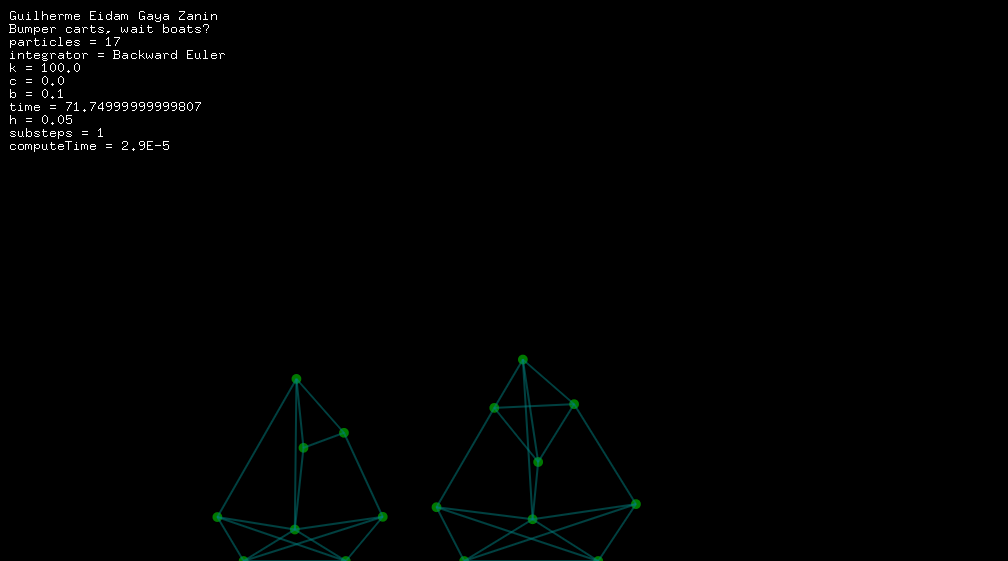 Guilherme Eidam Gaya Zanin
Bumper carts, wait boats?
particles = 17
integrator = Backward Euler
k = 100.0
c = 0.0
b = 0.1
time = 71.74999999999807
h = 0.05
substeps = 1
computeTime = 2.9E-5